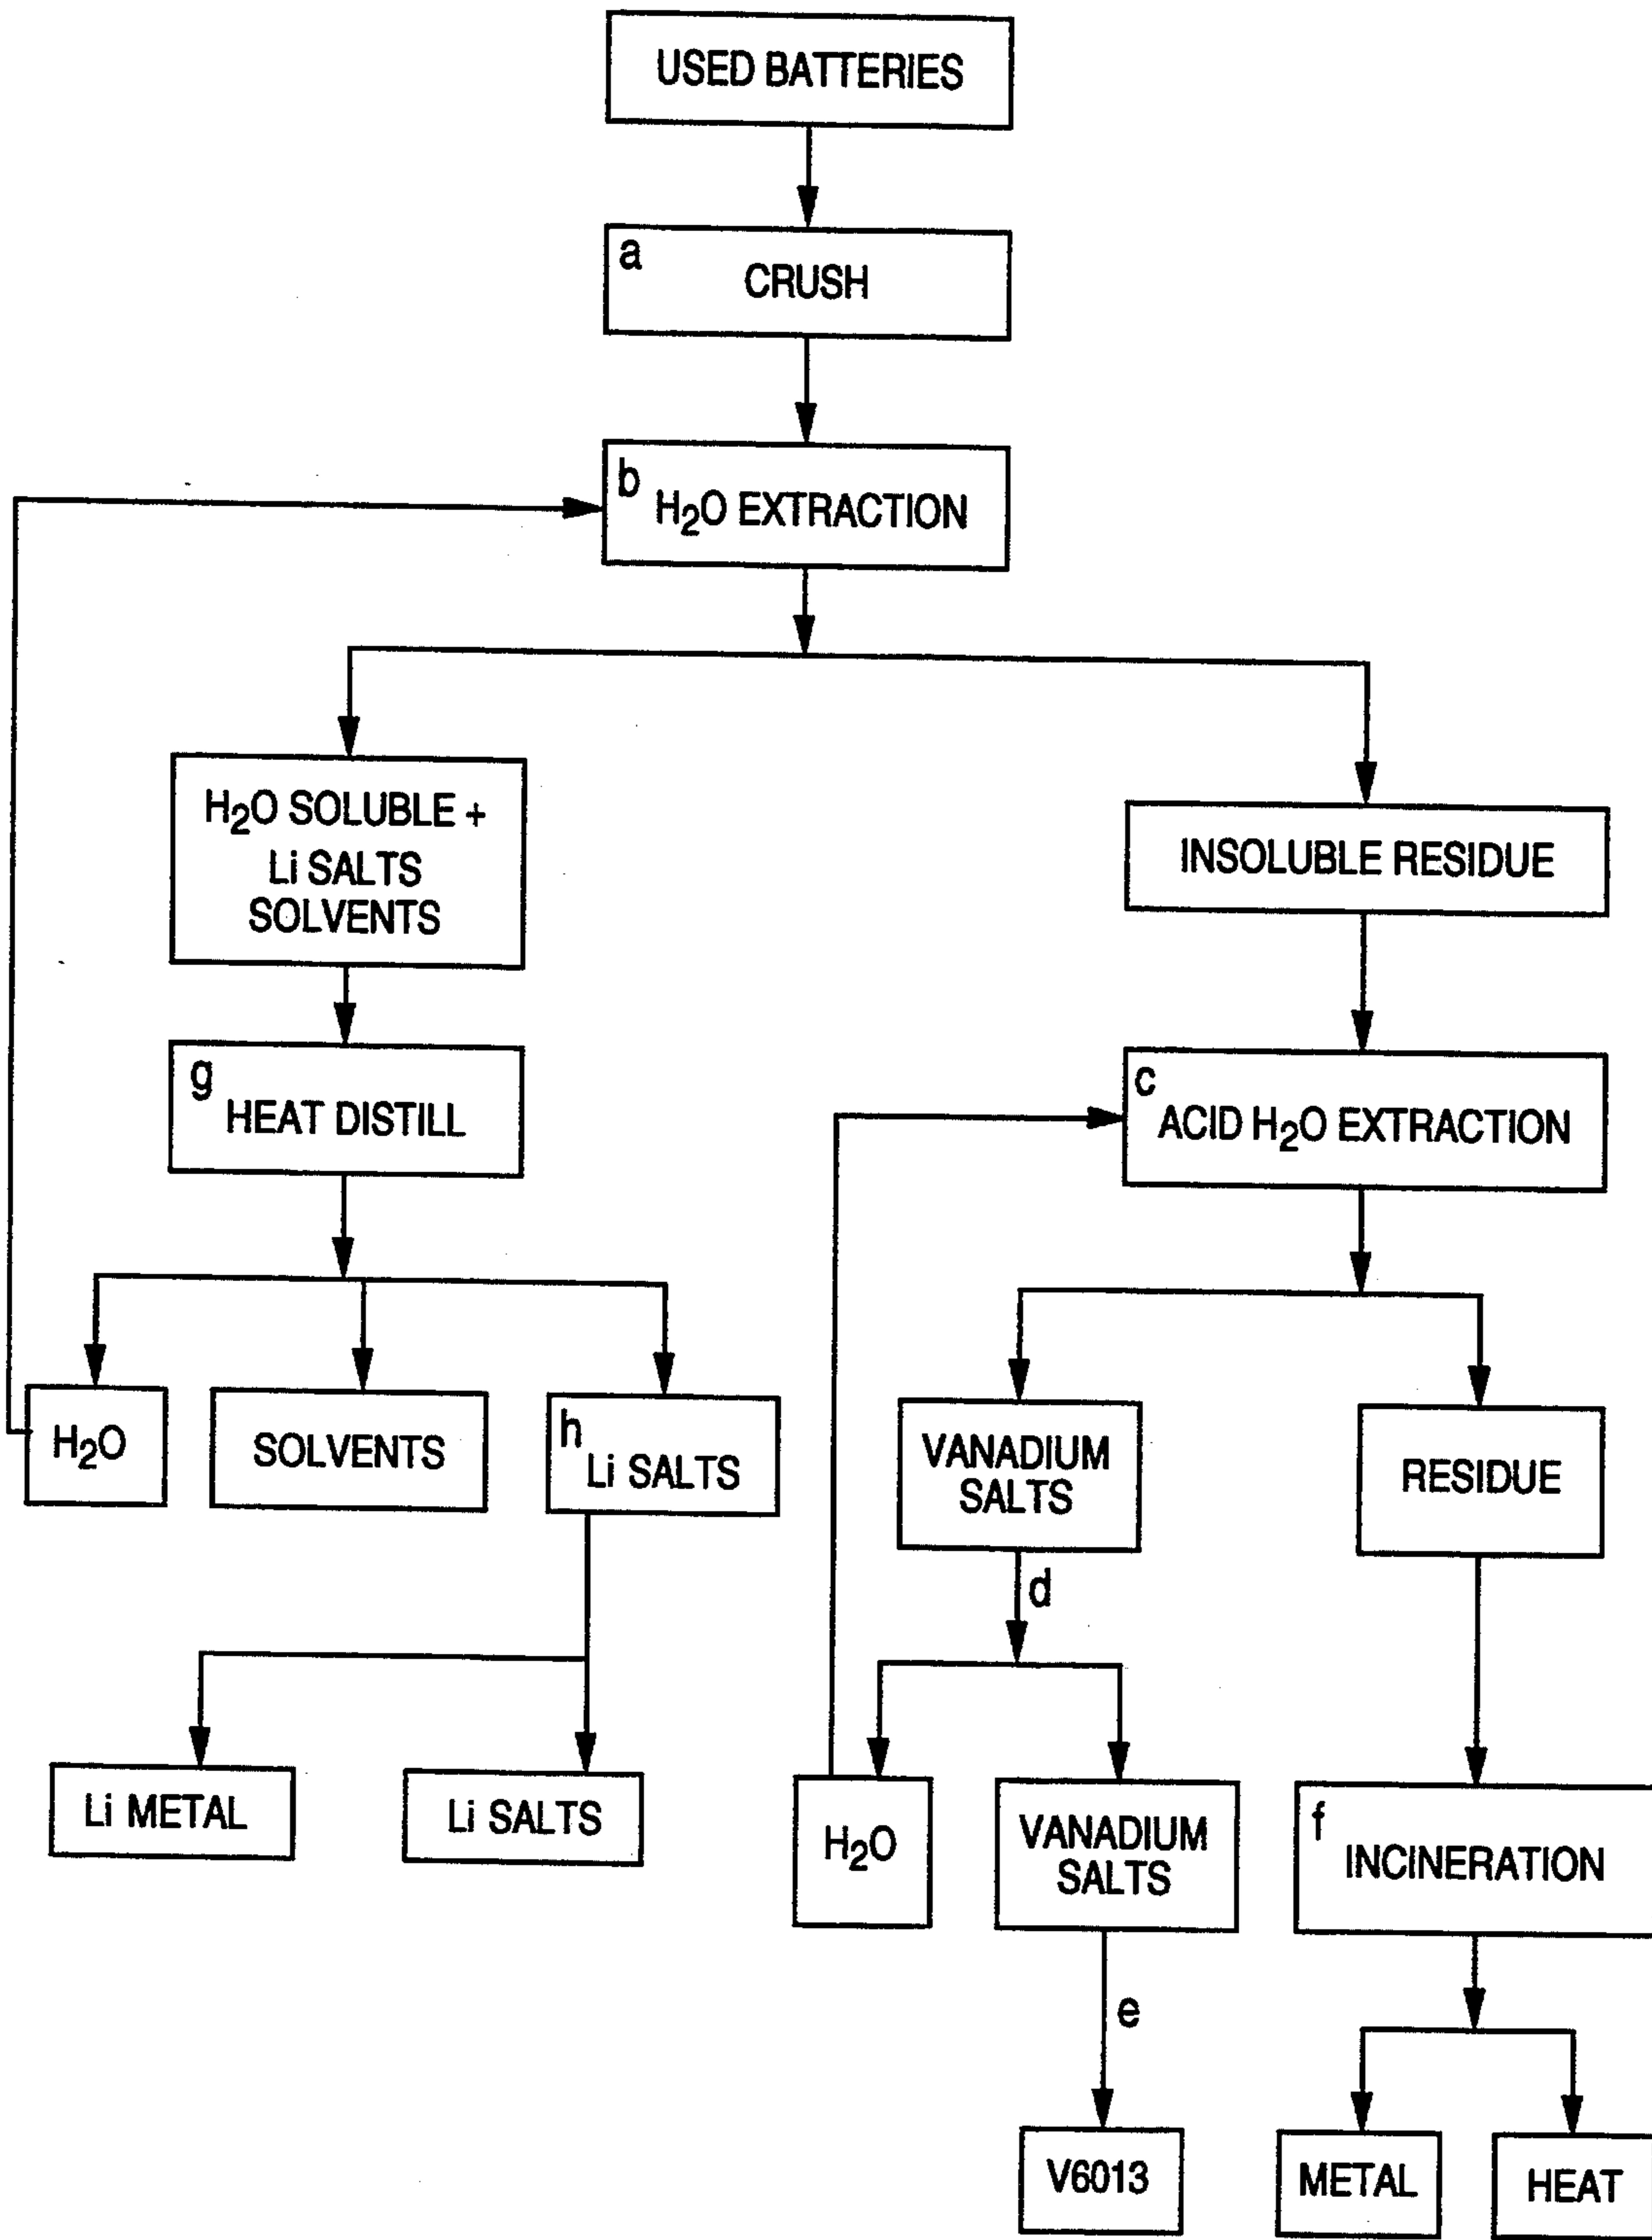 USED BATTERIES
a
CRUSH
b
H₂O EXTRACTION
H₂O SOLUBLE +
Li SALTS
SOLVENTS
INSOLUBLE RESIDUE
g
HEAT DISTILL
c
ACID H₂O EXTRACTION
H₂O
SOLVENTS
h
Li SALTS
VANADIUM
SALTS
RESIDUE
d
Li METAL
Li SALTS
H₂O
VANADIUM
SALTS
f
INCINERATION
e
V6013
METAL
HEAT